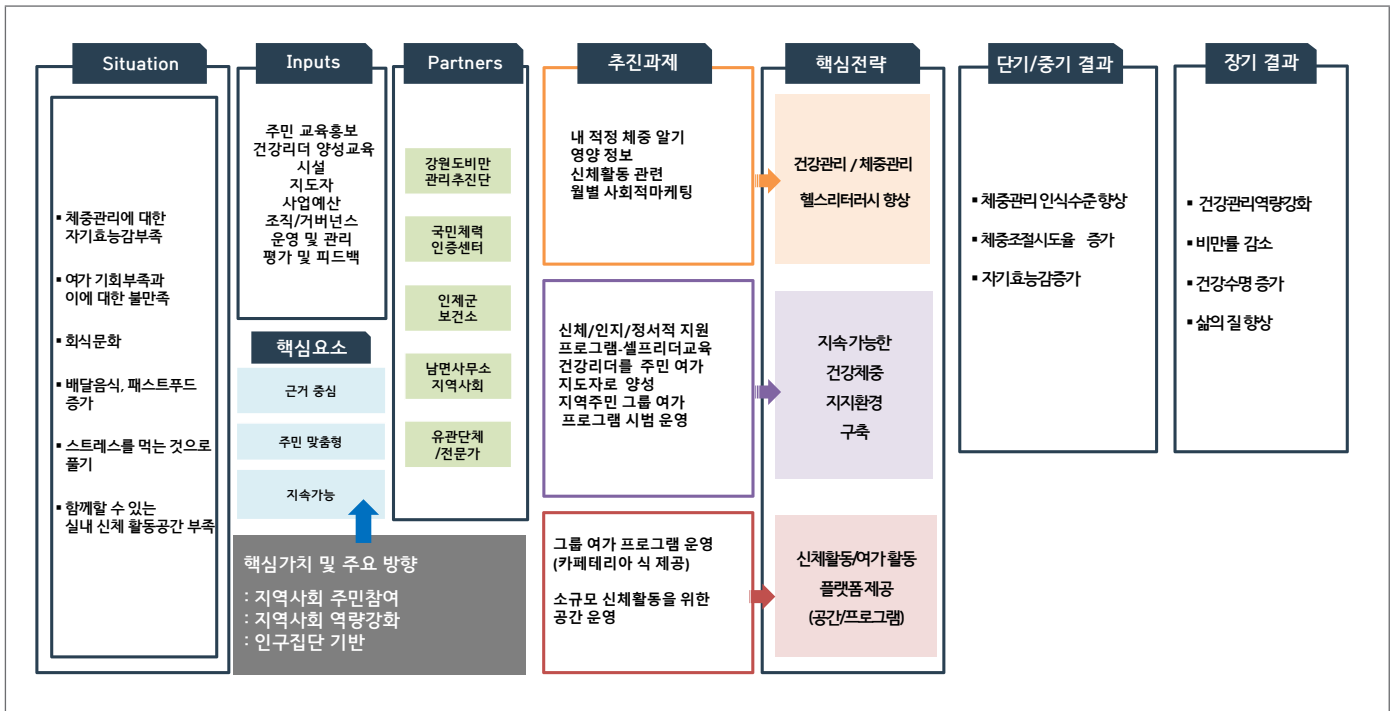 Situation
▪ 체중관리에 대한
자기효능감부족
▪ 여가 기회부족과
이에 대한 불만족
▪ 회식문화
▪ 배달음식, 패스트푸드
증가
▪ 스트레스를 먹는 것으로
풀기
▪ 함께할 수 있는
실내 신체 활동공간 부족
Inputs
주민 교육홍보
건강리더 양성교육
시설
지도자
사업예산
조직/거버넌스
운영 및 관리
평가 및 피드백
핵심요소
근거 중심
주민 맞춤형
지속가능
핵심가치 및 주요 방향
: 지역사회 주민참여
: 지역사회 역량강화
: 인구집단 기반
Partners
강원도비만
관리추진단
국민체력
인증센터
인제군
보건소
남면사무소
지역사회
유관단체
/전문가
추진과제
내 적정 체중 알기
영양 정보
신체활동 관련
월별 사회적마케팅
신체/인지/정서적 지원
프로그램-셀프리더교육
건강리더를 주민 여가
지도자로 양성
지역주민 그룹 여가
프로그램 시범 운영
그룹 여가 프로그램 운영
(카페테리아 식 제공)
소규모 신체활동을 위한
공간 운영
핵심전략
건강관리 / 체중관리
헬스리터러시 향상
지속 가능한
건강체중
지지환경
구축
신체활동/여가 활동
플랫폼 제공
(공간/프로그램)
단기/중기 결과
▪ 체중관리 인식수준 향상
▪ 체중조절시도율 증가
▪ 자기효능감증가
장기 결과
▪ 건강관리역량강화
▪ 비만률 감소
▪ 건강수명 증가
▪ 삶의 질 향상